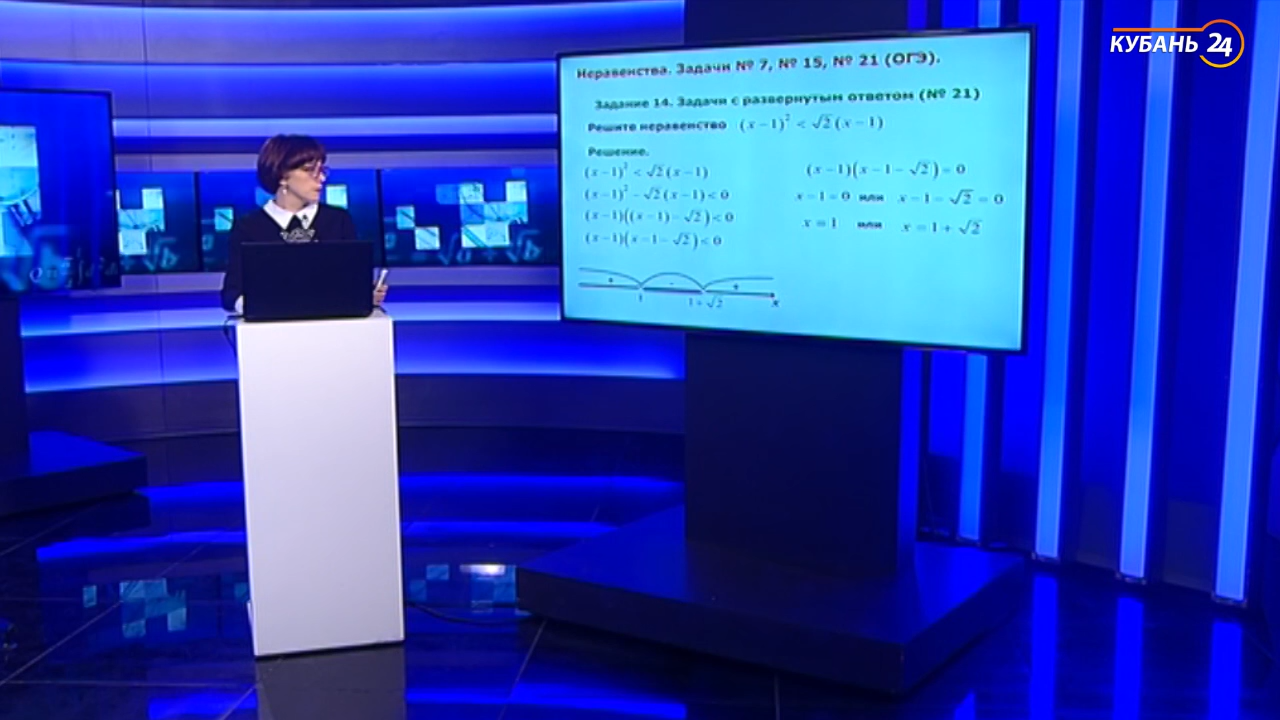 КУБАНЬ 24
Неравенства. Задачи № 7, № 15, № 21 (ОГЭ).
Задание 14. Задачи с развернутым ответом (№ 21)
Решите неравенство (x − 1)² < √2 (x − 1)
Решение.
(x − 1)² < √2 (x − 1)
(x − 1)² − √2 (x − 1) < 0
(x − 1)((x − 1) − √2) < 0
(x − 1)(x − 1 − √2) < 0
(x − 1)(x − 1 − √2) = 0
x − 1 = 0 или x − 1 − √2 = 0
x = 1 или x = 1 + √2
+ - +
1 1 + √2 x